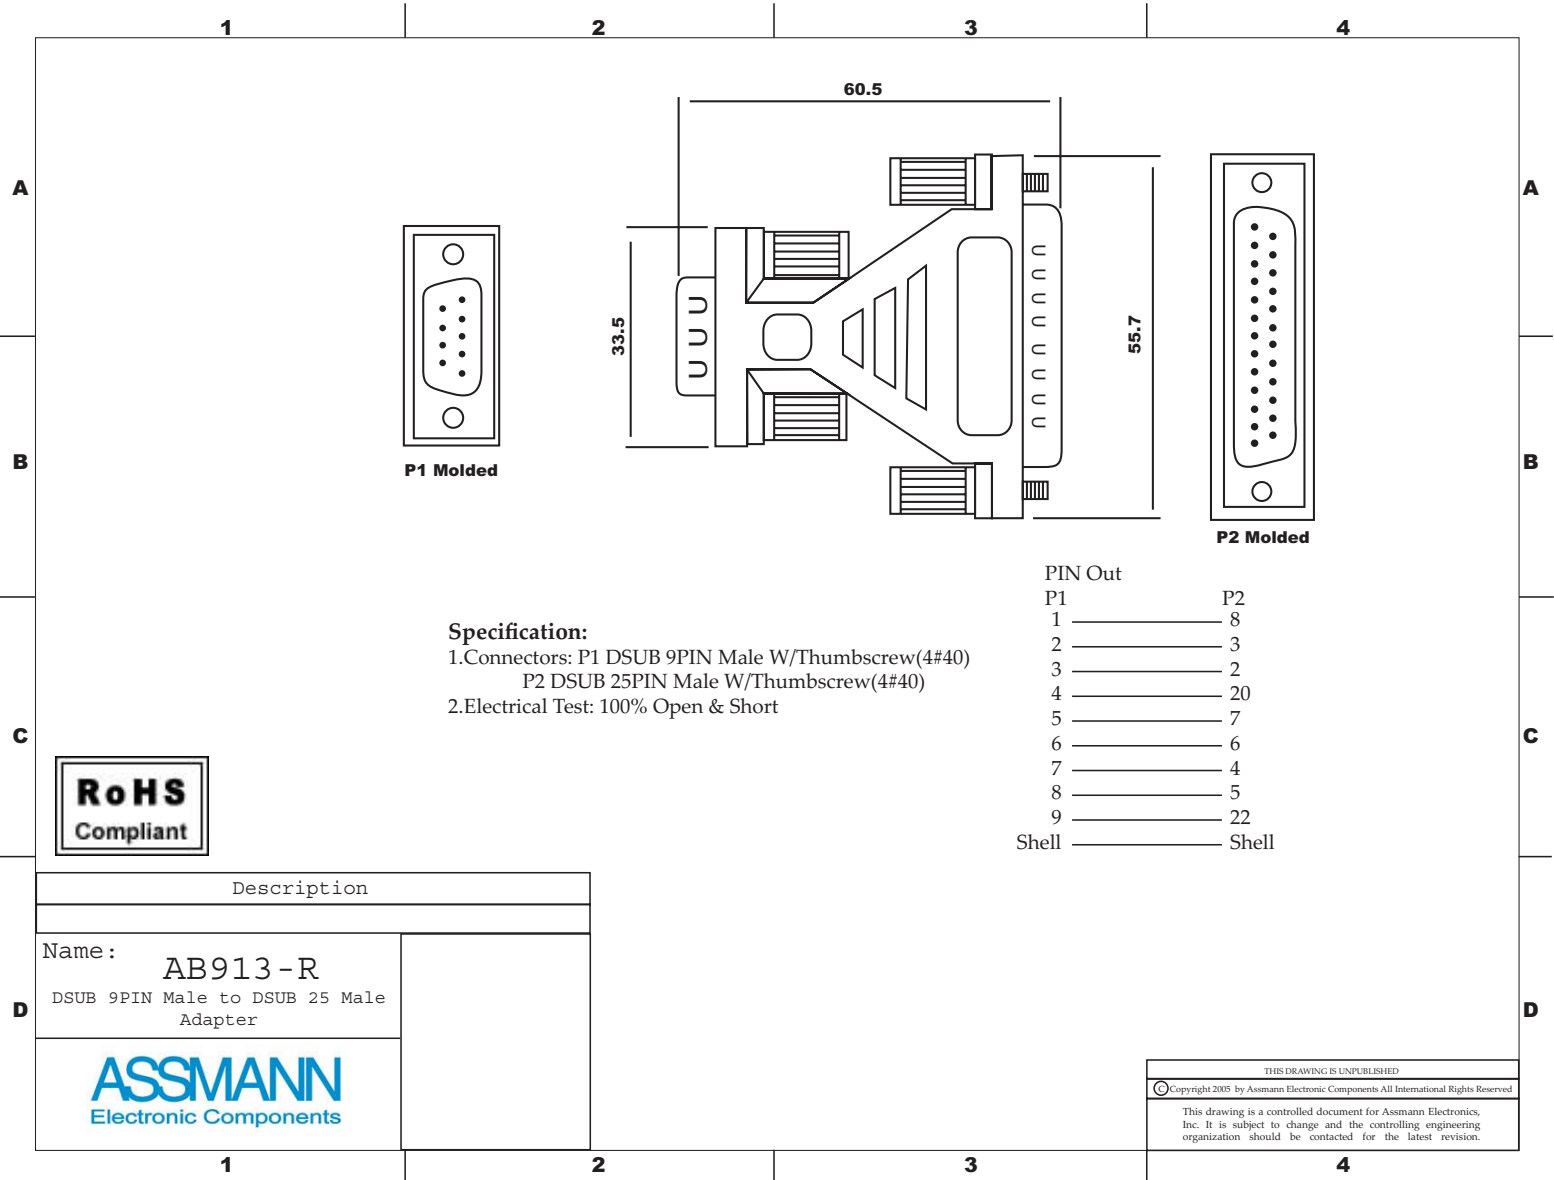 1 2 3 4
A A
B B
C C
D D
60.5
33.5
55.7
P1 Molded
P2 Molded
PIN Out
P1 P2
1 8
2 3
3 2
4 20
5 7
6 6
7 4
8 5
9 22
Shell Shell
Specification:
1.Connectors: P1 DSUB 9PIN Male W/Thumbscrew(4#40)
P2 DSUB 25PIN Male W/Thumbscrew(4#40)
2.Electrical Test: 100% Open & Short
RoHS
Compliant
Description
Name:
AB913-R
DSUB 9PIN Male to DSUB 25 Male
Adapter
ASSMANN
Electronic Components
THIS DRAWING IS UNPUBLISHED
© Copyright 2005 by Assmann Electronic Components All International Rights Reserved
This drawing is a controlled document for Assmann Electronics,
Inc. It is subject to change and the controlling engineering
organization should be contacted for the latest revision.
1 2 3 4